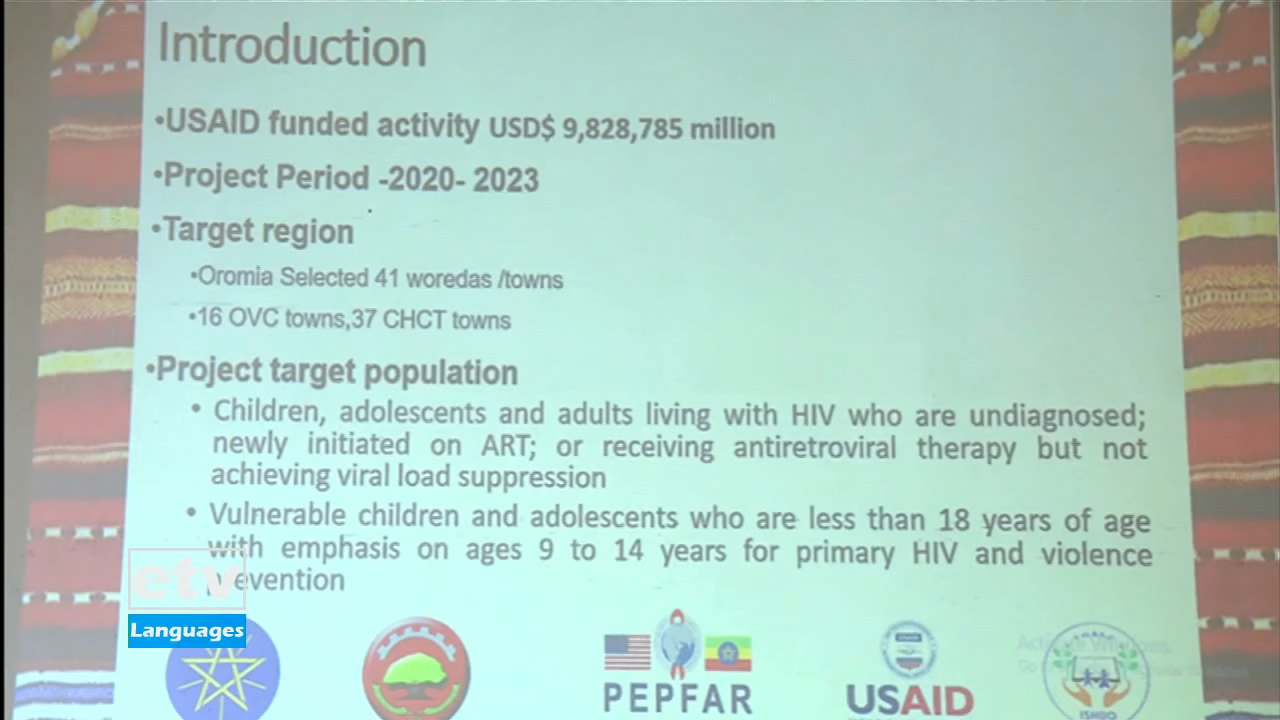 Introduction
•USAID funded activity USD$ 9,828,785 million
•Project Period -2020- 2023
•Target region
•Oromia Selected 41 woredas /towns
•16 OVC towns,37 CHCT towns
•Project target population
• Children, adolescents and adults living with HIV who are undiagnosed;
newly initiated on ART; or receiving antiretroviral therapy but not
achieving viral load suppression
• Vulnerable children and adolescents who are less than 18 years of age
with emphasis on ages 9 to 14 years for primary HIV and violence
prevention
etv
Languages
PEPFAR
USAID